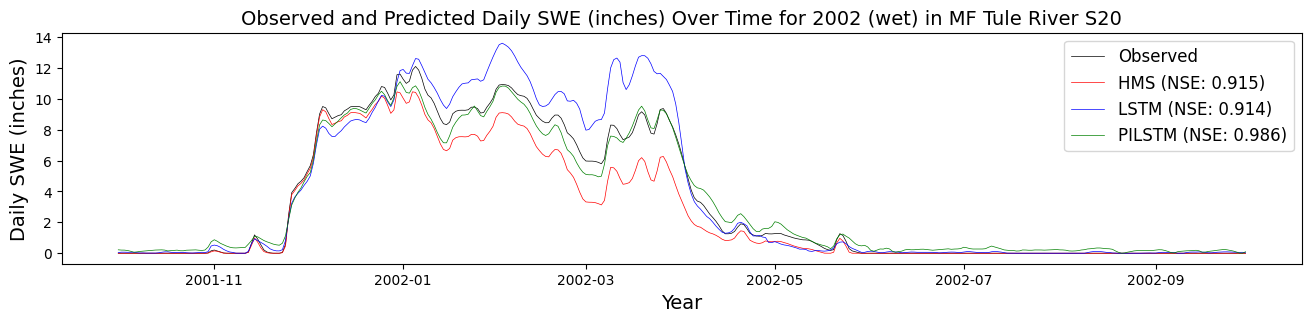 Observed and Predicted Daily SWE (inches) Over Time for 2002 (wet) in MF Tule River S20
Daily SWE (inches)
14
12
10
8
6
4
2
0
Observed
HMS (NSE: 0.915)
LSTM (NSE: 0.914)
PILSTM (NSE: 0.986)
2001-11
2002-01
2002-03
2002-05
2002-07
2002-09
Year